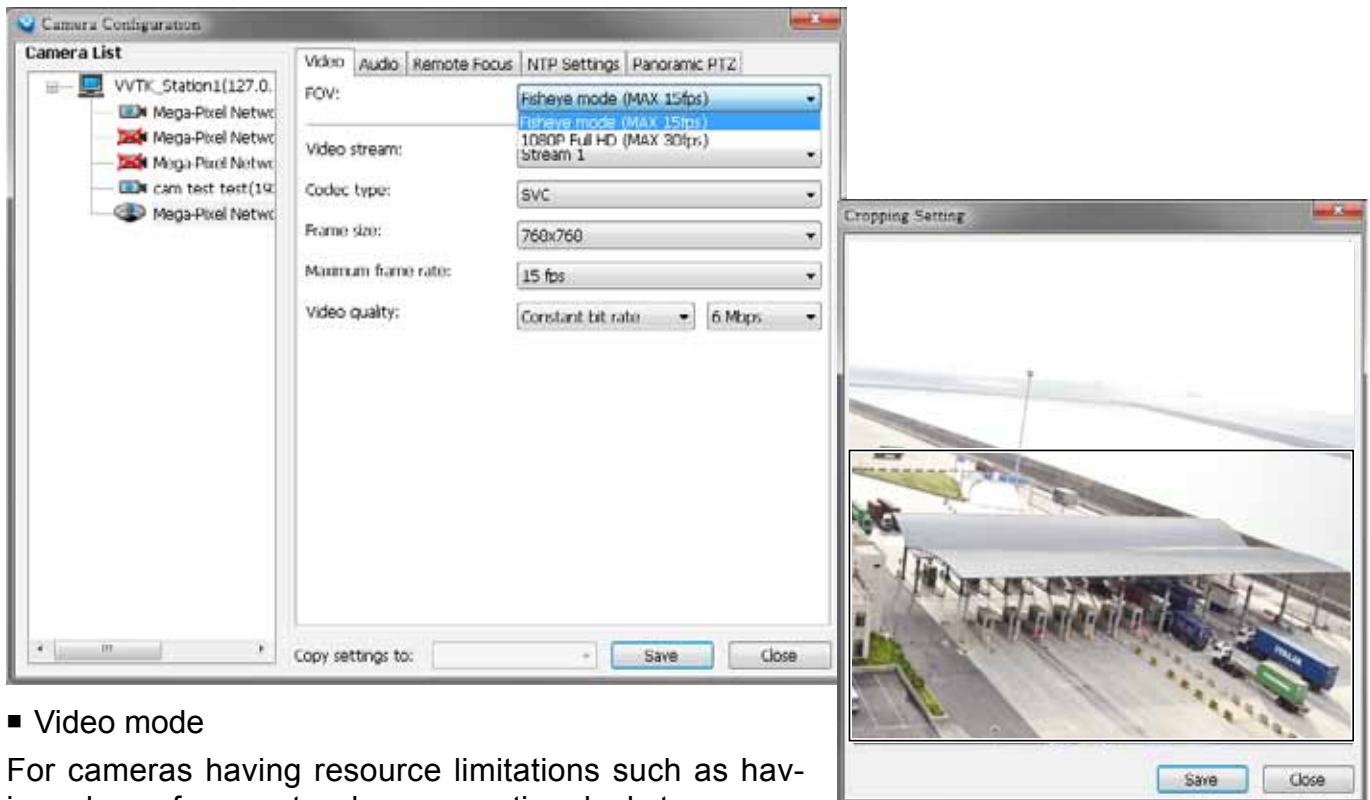 Camera Configuration
Camera List
VVTK_Station1(127.0.
Mega-Pixel Netwo
Mega-Pixel Netwo
Mega-Pixel Netwo
cam test test(19
Mega-Pixel Netwo
Video Audio Remote Focus NTP Settings Panoramic PTZ
FOV:
Fisheye mode (MAX 15fps)
Fisheye mode (MAX 15fps)
1080P Full HD (MAX 30fps)
Video stream:
Stream 1
Codec type:
SVC
Frame size:
768x768
Maximum frame rate:
15 fps
Video quality:
Constant bit rate
6 Mbps
Copy settings to:
Save
Close
Cropping Setting
ITALIA
Save
Close
■ Video mode
For cameras having resource limitations such as hav-